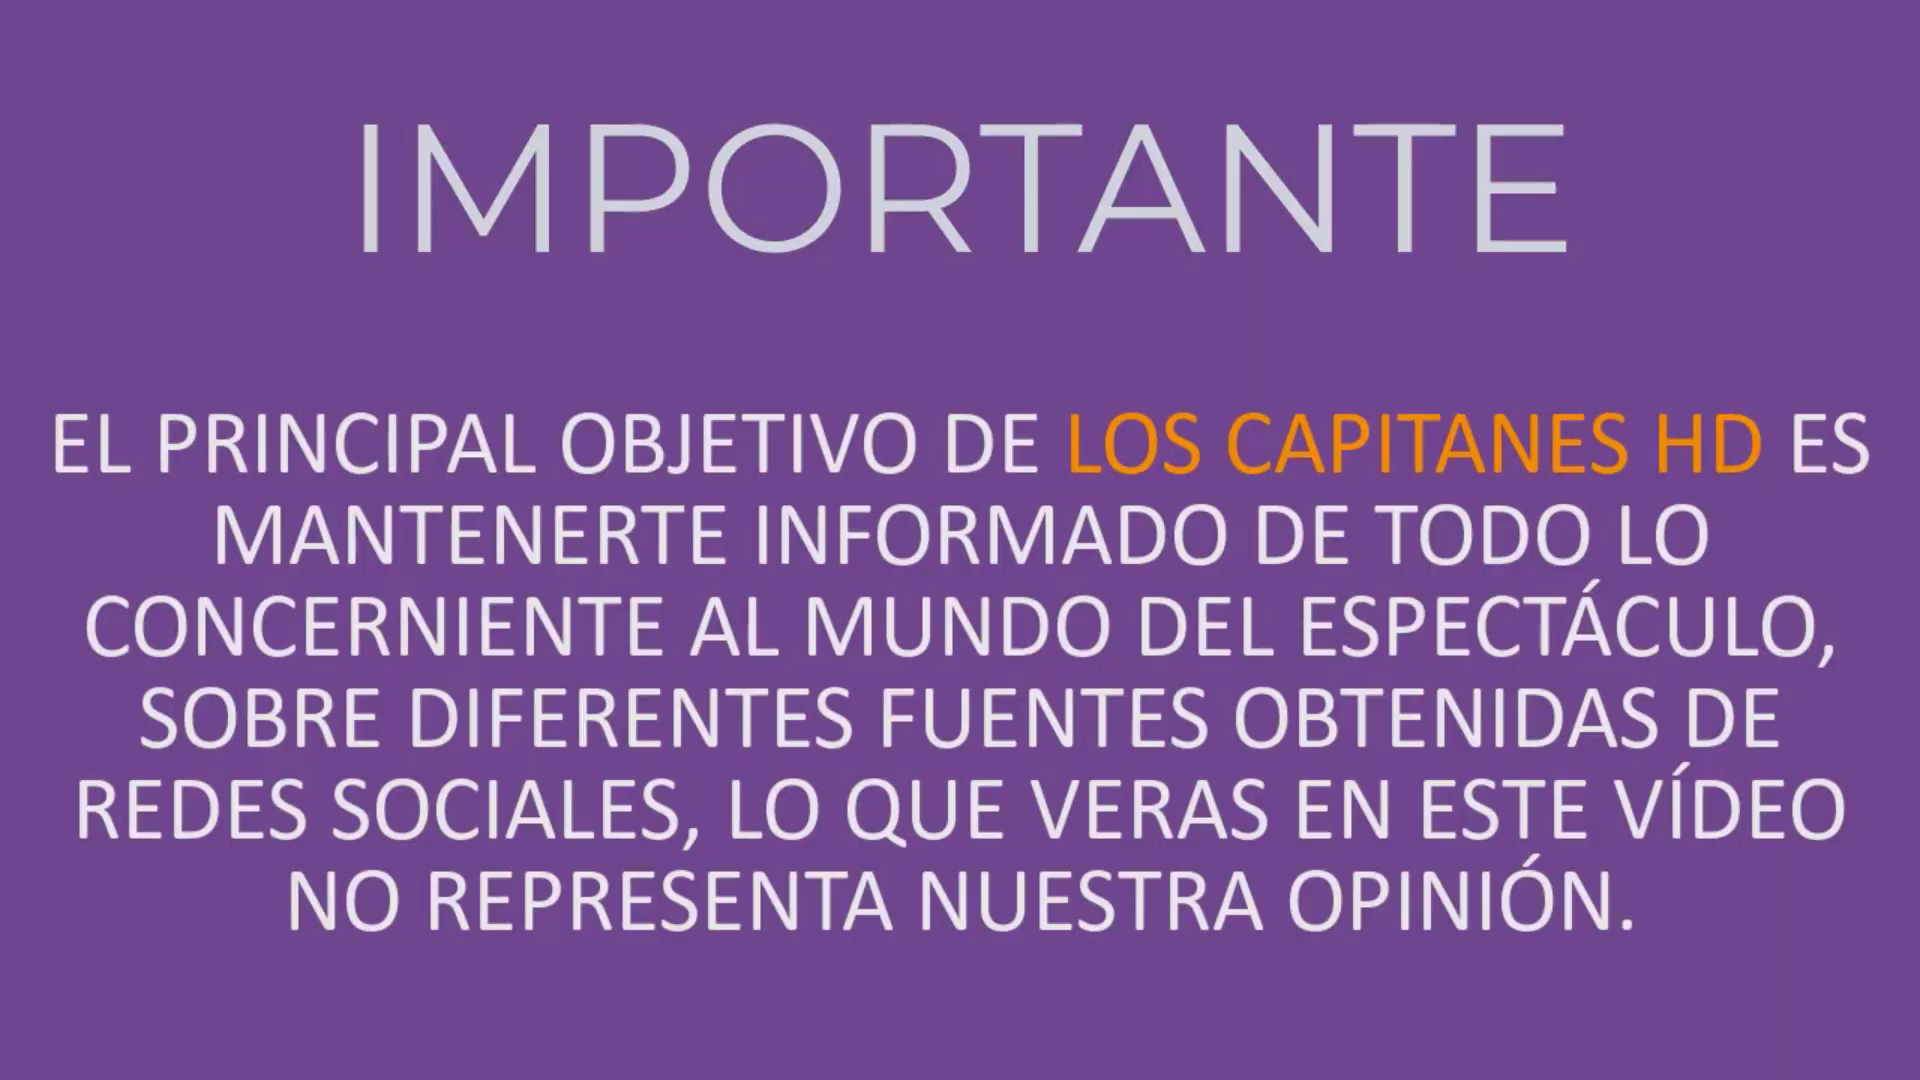 IMPORTANTE
EL PRINCIPAL OBJETIVO DE LOS CAPITANES HD ES
MANTENERTE INFORMADO DE TODO LO
CONCERNIENTE AL MUNDO DEL ESPECTÁCULO,
SOBRE DIFERENTES FUENTES OBTENIDAS DE
REDES SOCIALES, LO QUE VERAS EN ESTE VÍDEO
NO REPRESENTA NUESTRA OPINIÓN.